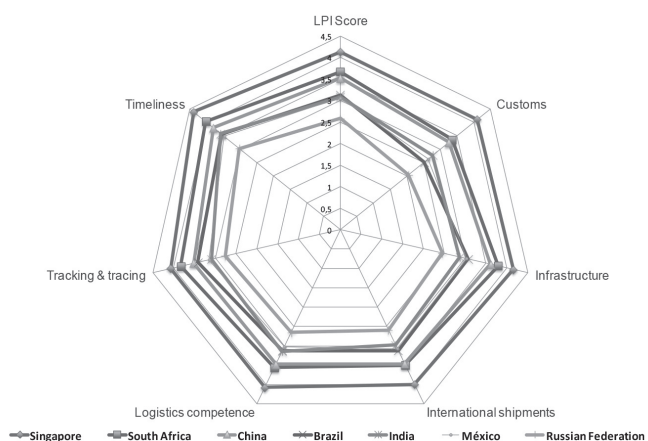 LPI Score
4,5
4
3,5
3
2,5
2
1,5
1
0,5
0
Timeliness
Customs
Tracking & tracing
Infrastructure
Logistics competence
International shipments
Singapore South Africa China Brazil India México Russian Federation